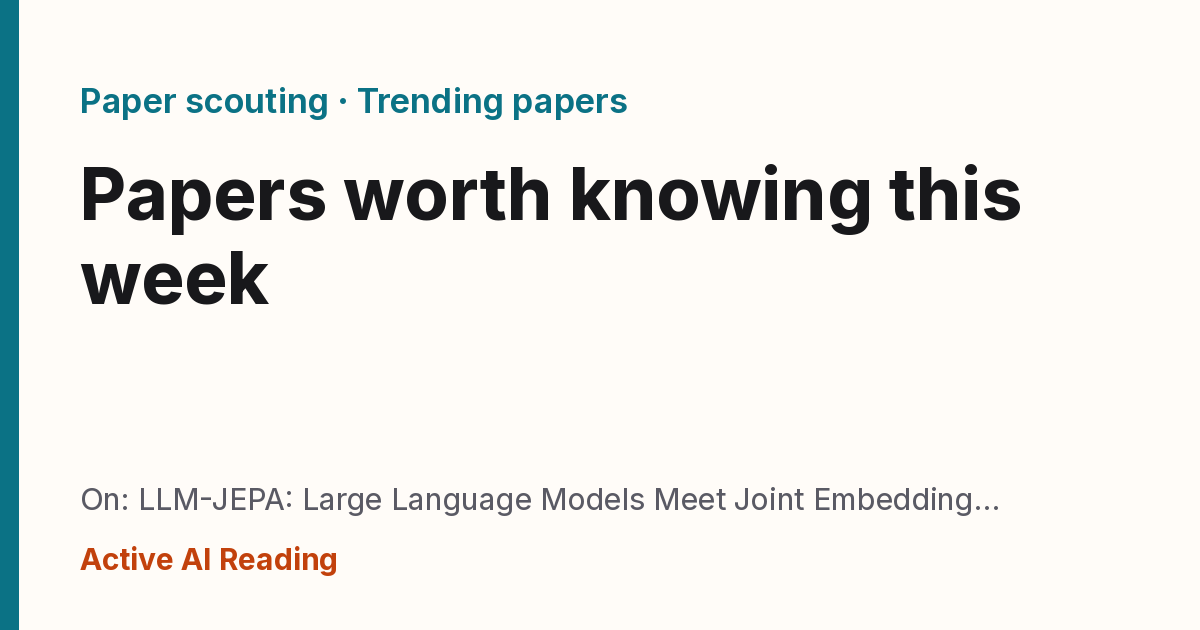 Paper scouting · Trending papers
Papers worth knowing this
week
On: LLM-JEPA: Large Language Models Meet Joint Embedding...
Active AI Reading